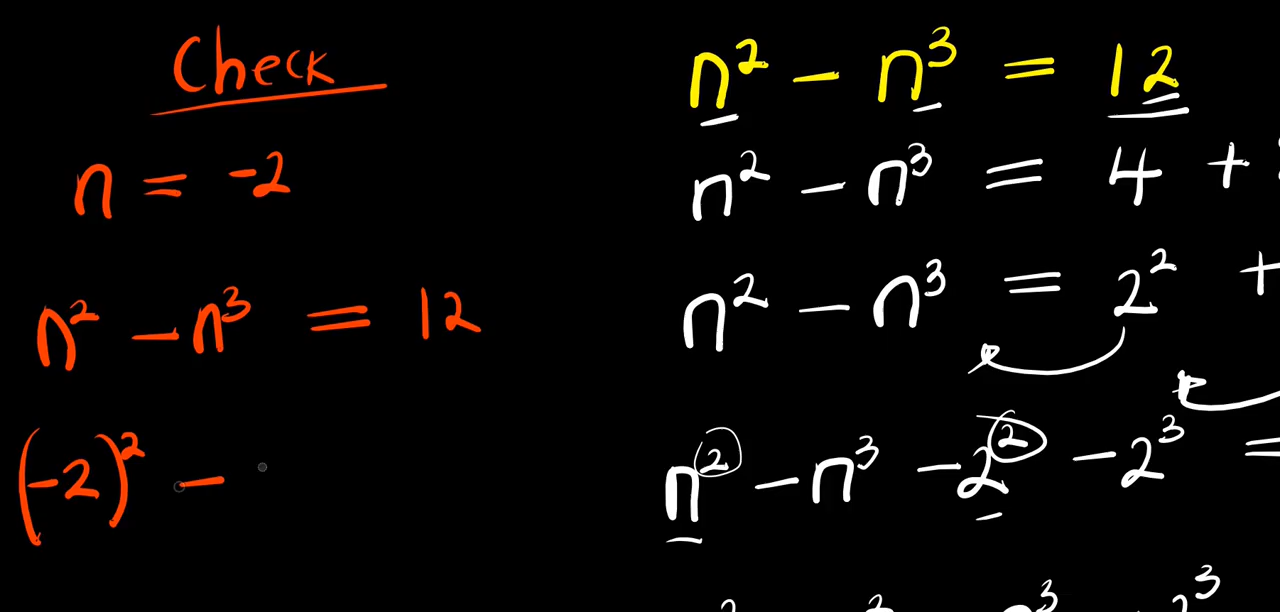 Check
n = -2
n² - n³ = 12
(-2)² -
n² - n³ = 12
n² - n³ = 4 +
n² - n³ = 2² +
n² - n³ - 2² - 2³ =